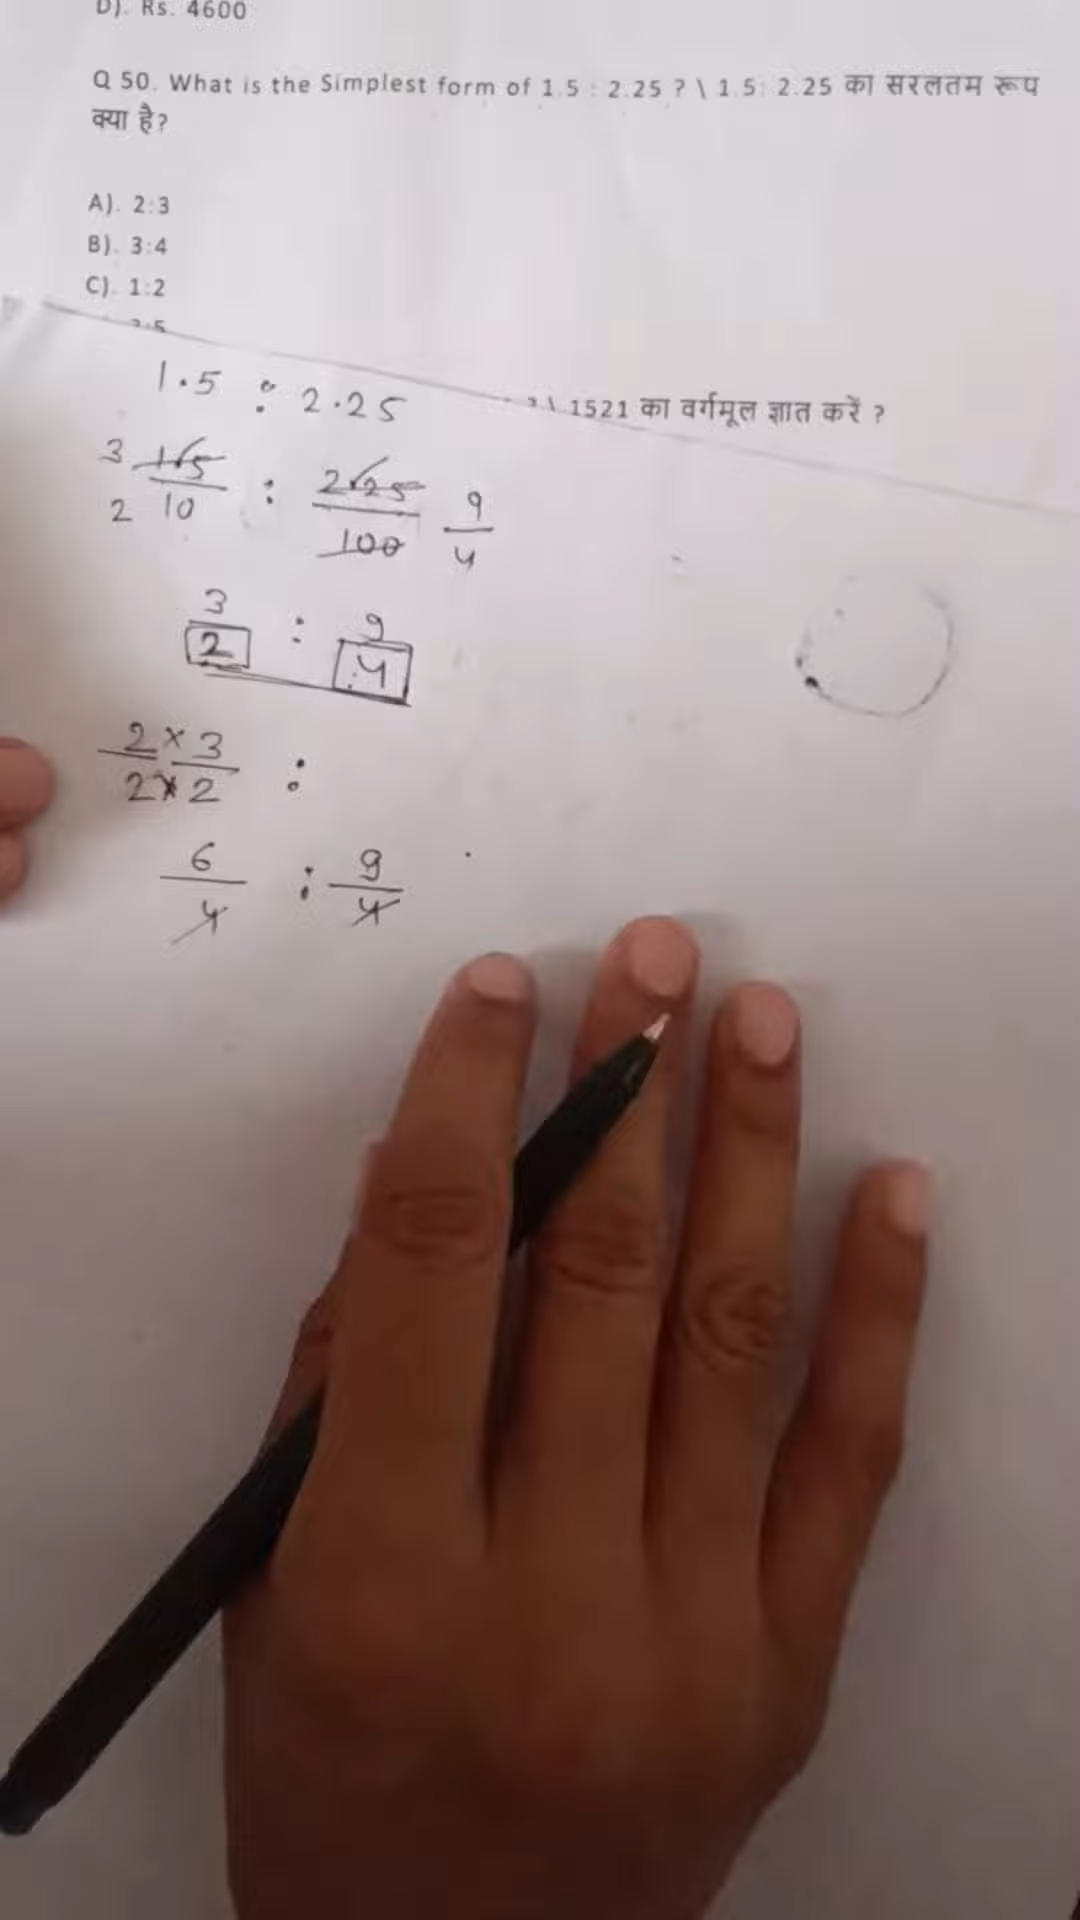 D). Rs. 4600
Q 50. What is the Simplest form of 1.5 : 2.25 ? \ 1.5: 2.25 का सरलतम रूप
क्या है?
A). 2:3
B). 3:4
C). 1:2
1.5 : 2.25
? \ 1521 का वर्गमूल ज्ञात करें ?
3 15 : 225 9
2 10 100 4
3 : 9
2 4
2 x 3 :
2 x 2
6 : 9
4 4